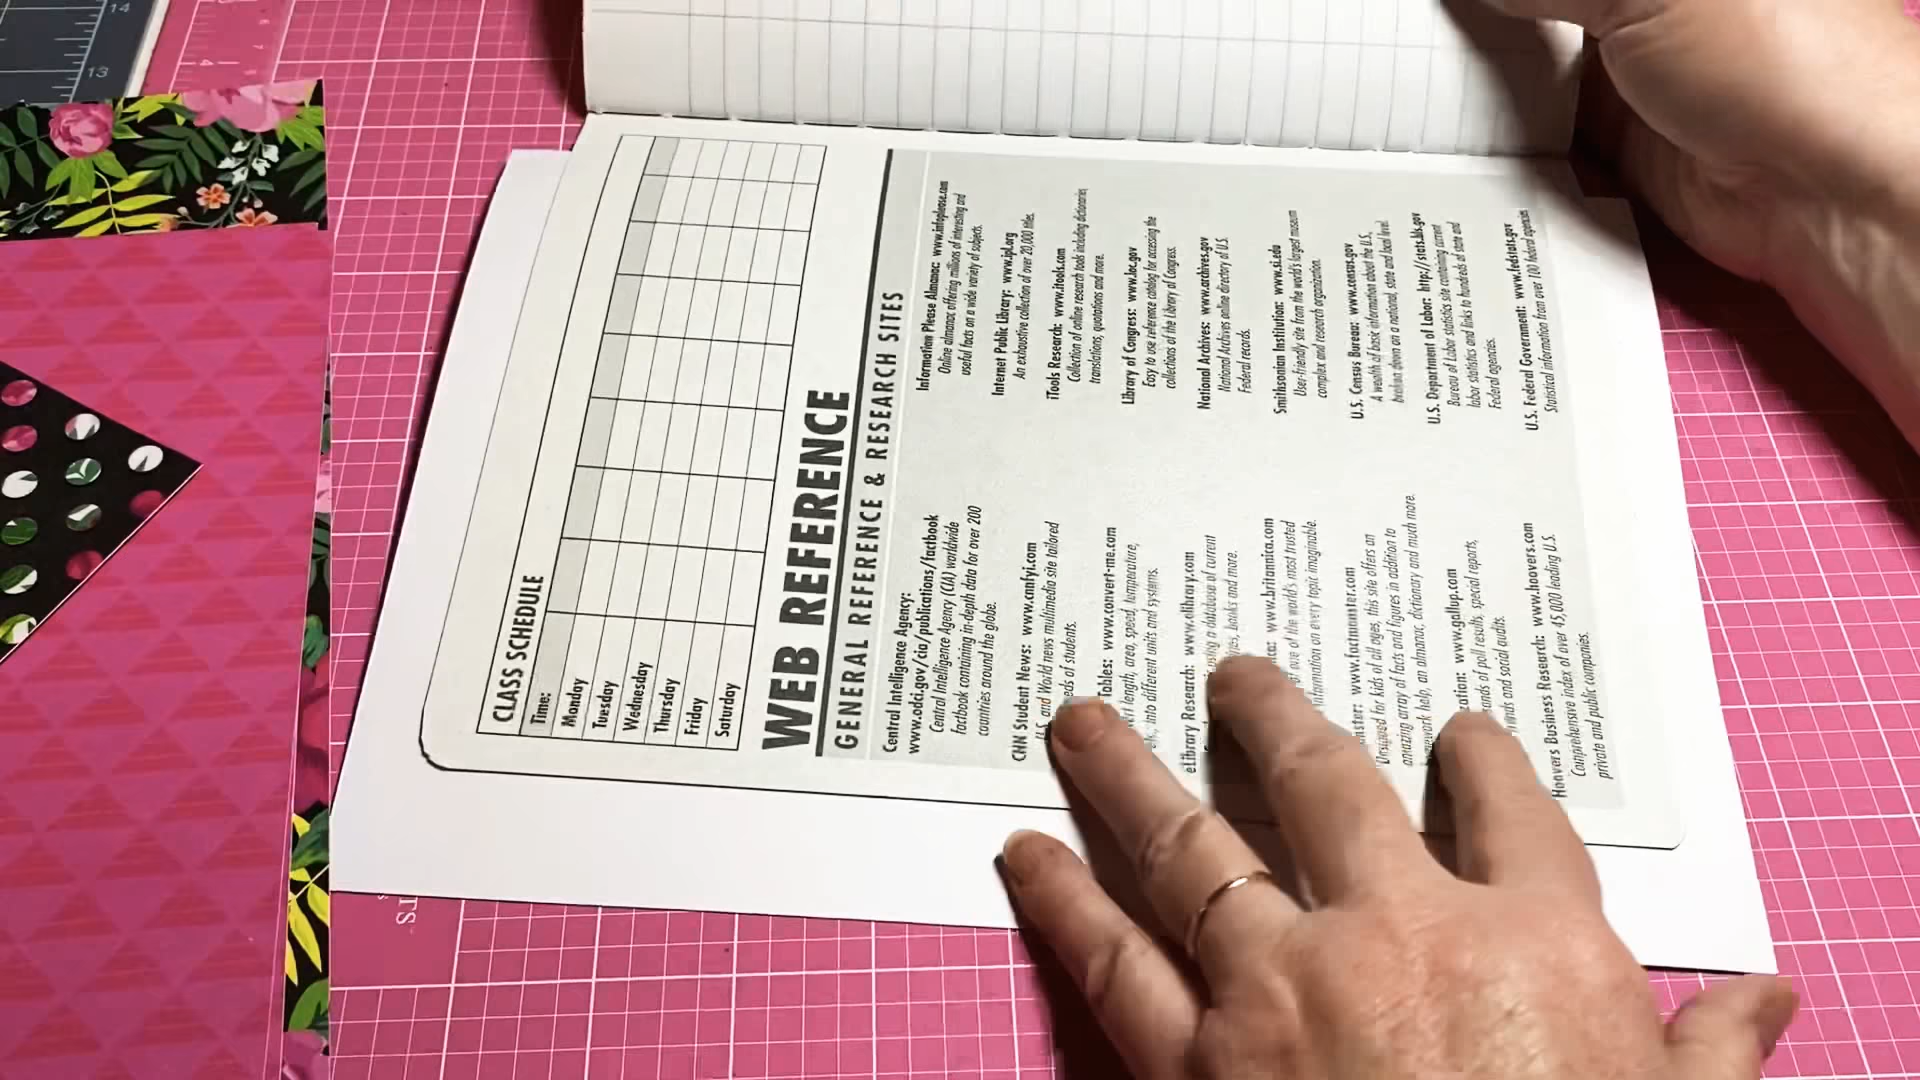 14
13
4
CLASS SCHEDULE
Time:
Monday
Tuesday
Wednesday
Thursday
Friday
Saturday
WEB REFERENCE
GENERAL REFERENCE & RESEARCH SITES
Central Intelligence Agency:
www.odci.gov/cia/publications/factbook
Central Intelligence Agency (CIA) worldwide
factbook containing in-depth data for over 200
countries around the globe.
CNN Student News: www.cnnfyi.com
U.S. and World news multimedia site tailored
of students.
Tables: www.convert-me.com
length, area, speed, temperature,
etc., into different units and systems.
eLibrary Research: www.elibrary.com
using a database of current
books and more.
www.britannica.com
one of the world's most trusted
information on every topic imaginable.
www.factmonster.com
Designed for kids of all ages, this site offers an
amazing array of facts and figures in addition to
homework help, an almanac, dictionary and much more.
www.gallup.com
of poll results, special reports,
trends and social audits.
Hoovers Business Research: www.hoovers.com
Comprehensive index of over 45,000 leading U.S.
private and public companies.
Information Please Almanac: www.infoplease.com
Online almanac offering millions of interesting and
useful facts on a wide variety of subjects.
Internet Public Library: www.ipl.org
An exhaustive collection of over 20,000 titles.
iTools Research: www.itools.com
Collection of online research tools including dictionaries
translations, quotations and more.
Library of Congress: www.loc.gov
Easy to use reference catalog for accessing the
collections of the Library of Congress.
National Archives: www.archives.gov
National Archives online directory of U.S.
Federal records.
Smithsonian Institution: www.si.edu
User-friendly site from the world's largest museum
complex and research organization.
U.S. Census Bureau: www.census.gov
A wealth of basic information about the U.S.,
broken down on a national, state and local level.
U.S. Department of Labor: http://stats.bls.gov
Bureau of Labor statistics site containing current
labor statistics and links to hundreds of state and
Federal agencies.
U.S. Federal Government: www.fedstats.gov
Statistical information from over 100 federal agencies